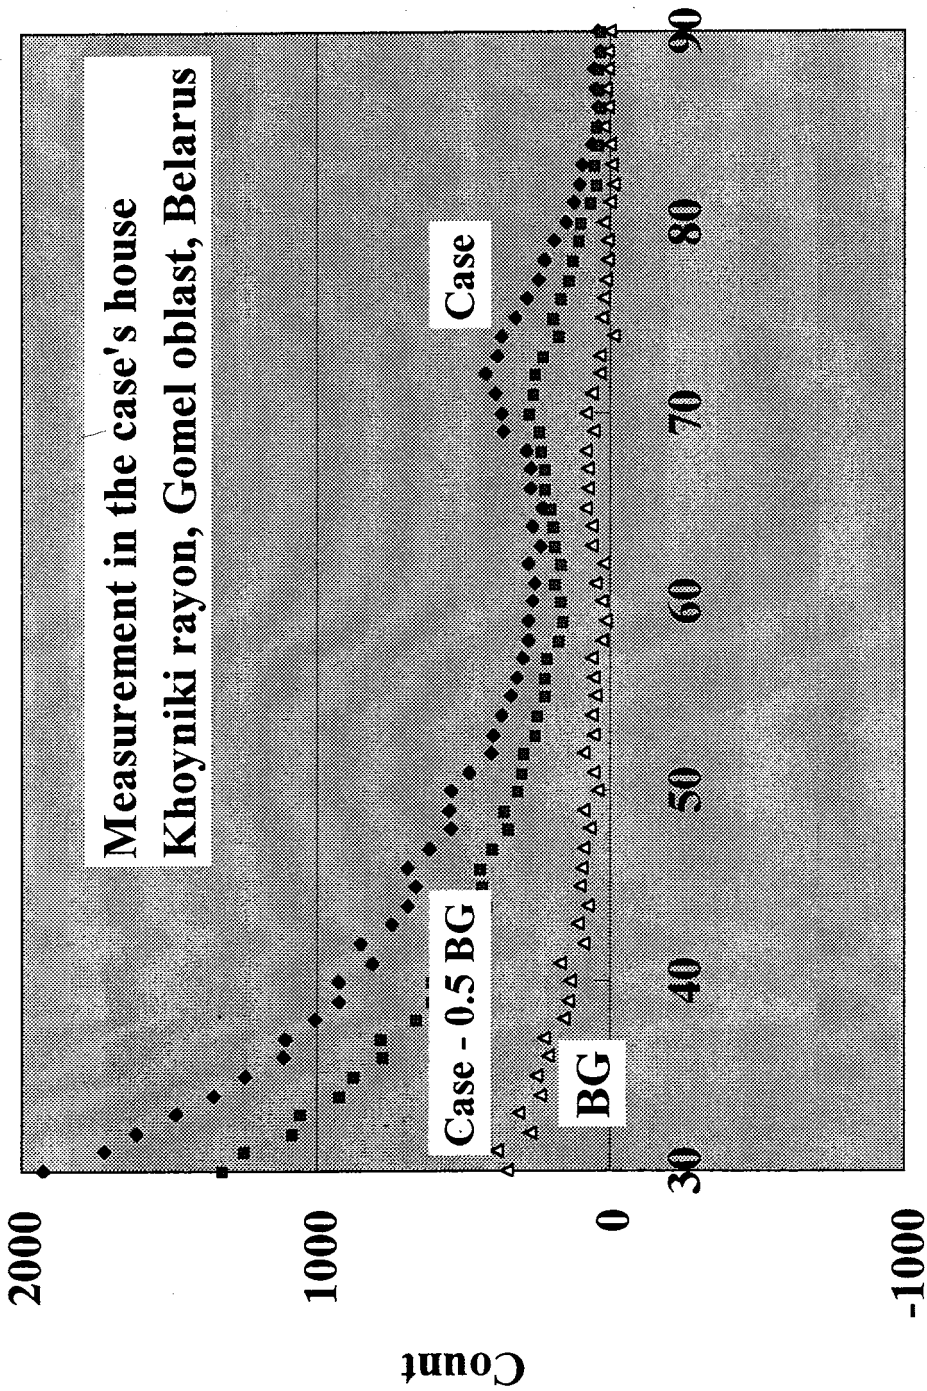 Measurement in the case's house
Khoyniki rayon, Gomel oblast, Belarus
2000
1000
0
-1000
Count
Case
Case - 0.5 BG
BG
30
40
50
60
70
80
90